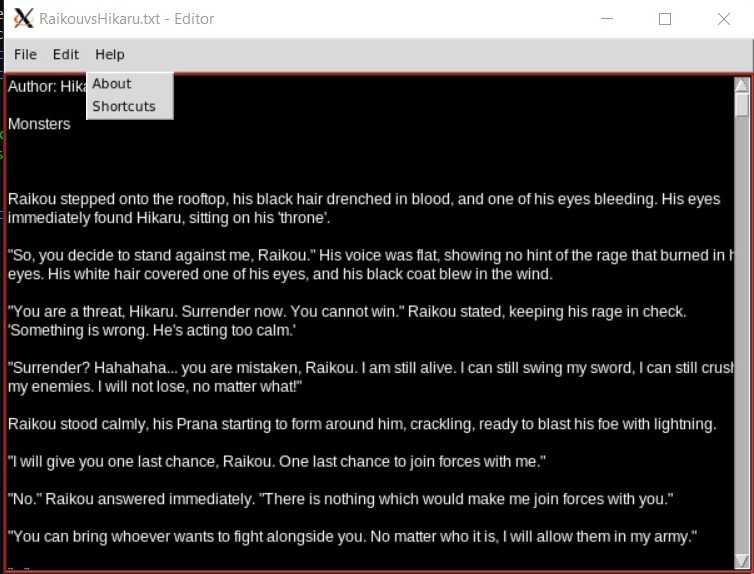 RaikouvsHikaru.txt - Editor
File Edit Help
About
Shortcuts
Author:
Monsters
Raikou stepped onto the rooftop, his black hair drenched in blood, and one of his eyes bleeding. His eyes
immediately found Hikaru, sitting on his 'throne'.
"So, you decide to stand against me, Raikou." His voice was flat, showing no hint of the rage that burned in
eyes. His white hair covered one of his eyes, and his black coat blew in the wind.
"You are a threat, Hikaru. Surrender now. You cannot win." Raikou stated, keeping his rage in check.
'Something is wrong. He's acting too calm.'
"Surrender? Hahahaha... you are mistaken, Raikou. I am still alive. I can still swing my sword, I can still crush
my enemies. I will not lose, no matter what!"
Raikou stood calmly, his Prana starting to form around him, crackling, ready to blast his foe with lightning.
"I will give you one last chance, Raikou. One last chance to join forces with me."
"No." Raikou answered immediately. "There is nothing which would make me join forces with you."
"You can bring whoever wants to fight alongside you. No matter who it is, I will allow them in my army."